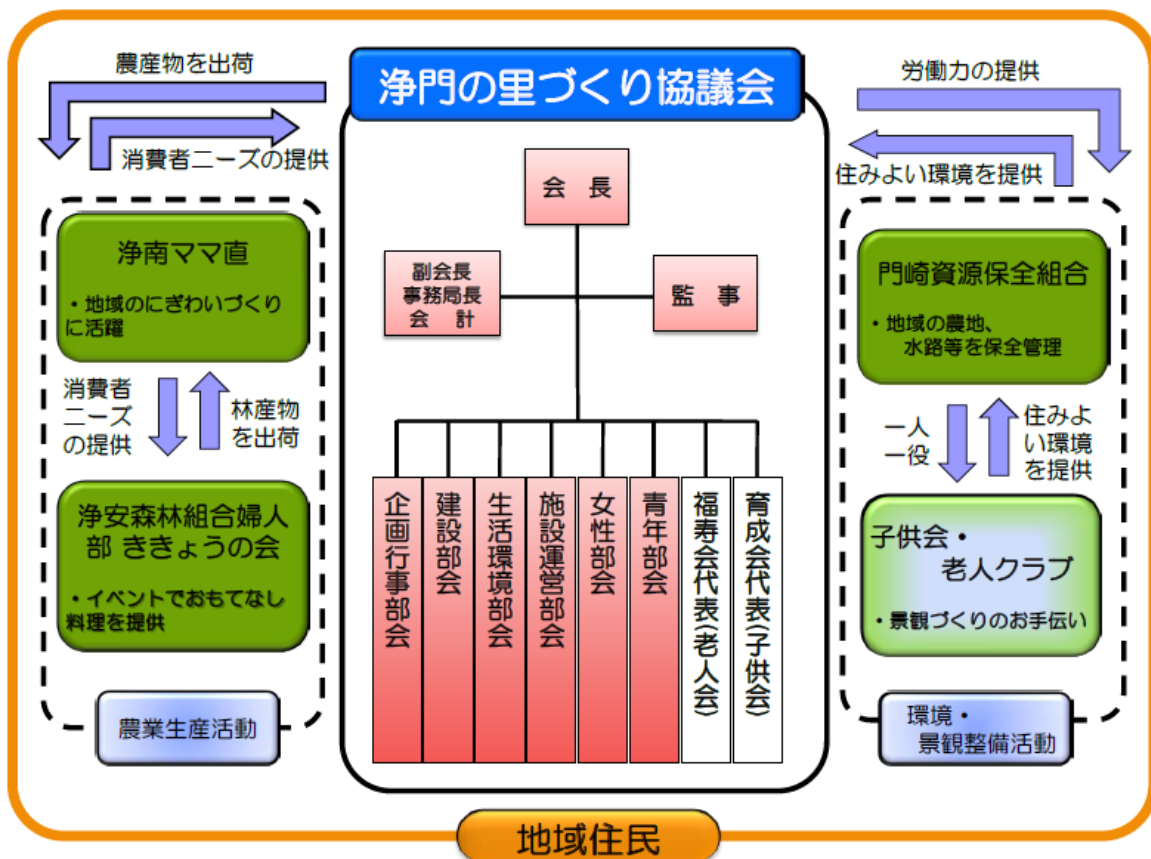 浄門の里づくり協議会
農産物を出荷
消費者ニーズの提供
浄南ママ直
・地域のにぎわいづくり
に活躍
消費者
ニーズ
の提供
林産物
を出荷
浄安森林組合婦人
部 ききょうの会
・イベントでおもてなし
料理を提供
農業生産活動
会 長
副会長
事務局長
会 計
監 事
企画行事部会
建設部会
生活環境部会
施設運営部会
女性部会
青年部会
福寿会代表(老人会)
育成会代表(子供会)
労働力の提供
住みよい環境を提供
門崎資源保全組合
・地域の農地、
水路等を保全管理
一人
一役
住みよ
い環境
を提供
子供会・
老人クラブ
・景観づくりのお手伝い
環境・
景観整備活動
地域住民